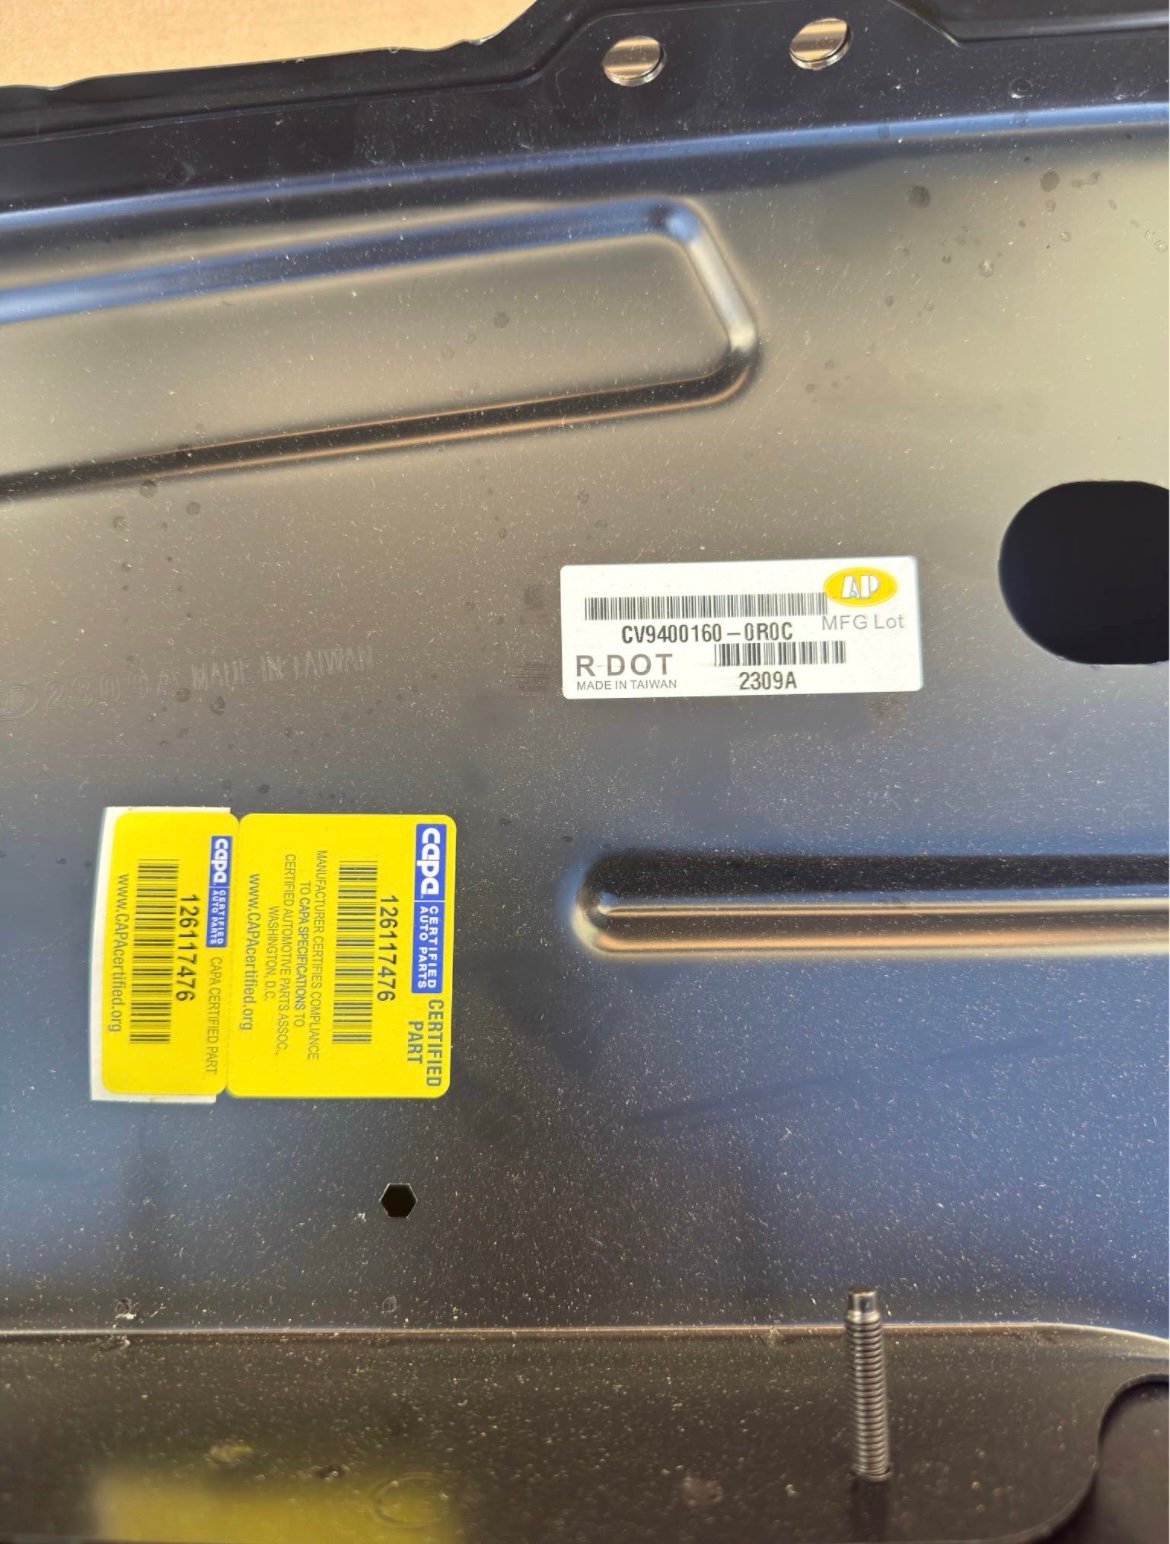 AP
CV9400160-0R0C
MFG Lot
R-DOT
MADE IN TAIWAN
2309A
MADE IN TAIWAN
capa CERTIFIED AUTO PARTS
CERTIFIED
PART
126117476
MANUFACTURER CERTIFIES COMPLIANCE
TO CAPA SPECIFICATIONS TO
CERTIFIED AUTOMOTIVE PARTS ASSOC.,
WASHINGTON, D.C.
www.CAPAcertified.org
capa CERTIFIED AUTO PARTS
CAPA CERTIFIED PART
126117476
www.CAPAcertified.org